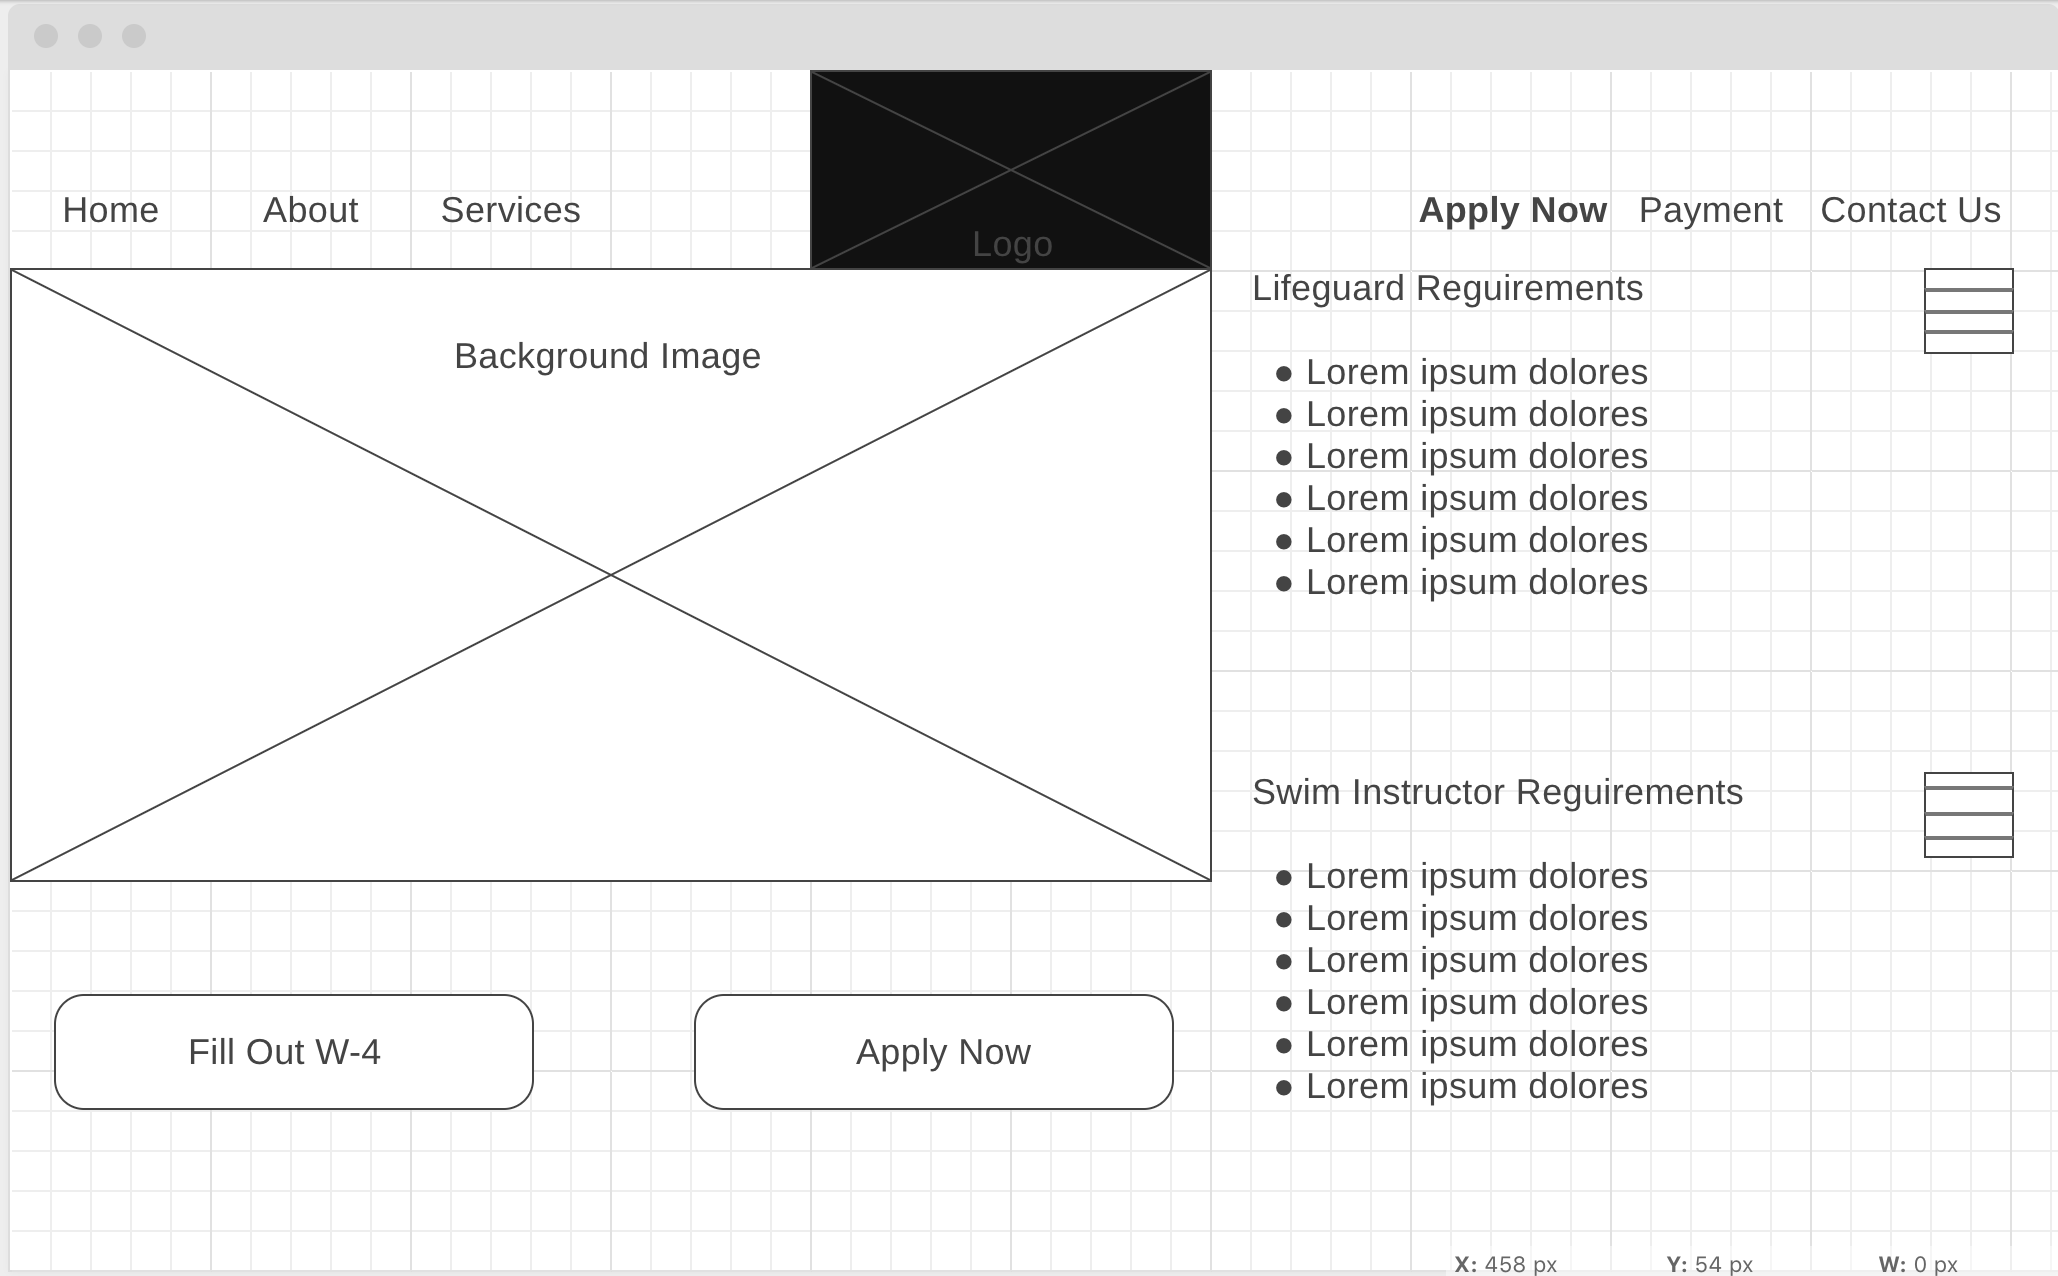 Home About Services Apply Now Payment Contact Us
Logo
Background Image
Lifeguard Reguirements
● Lorem ipsum dolores
● Lorem ipsum dolores
● Lorem ipsum dolores
● Lorem ipsum dolores
● Lorem ipsum dolores
● Lorem ipsum dolores
Swim Instructor Reguirements
● Lorem ipsum dolores
● Lorem ipsum dolores
● Lorem ipsum dolores
● Lorem ipsum dolores
● Lorem ipsum dolores
● Lorem ipsum dolores
Fill Out W-4
Apply Now
X: 458 px Y: 54 px W: 0 px